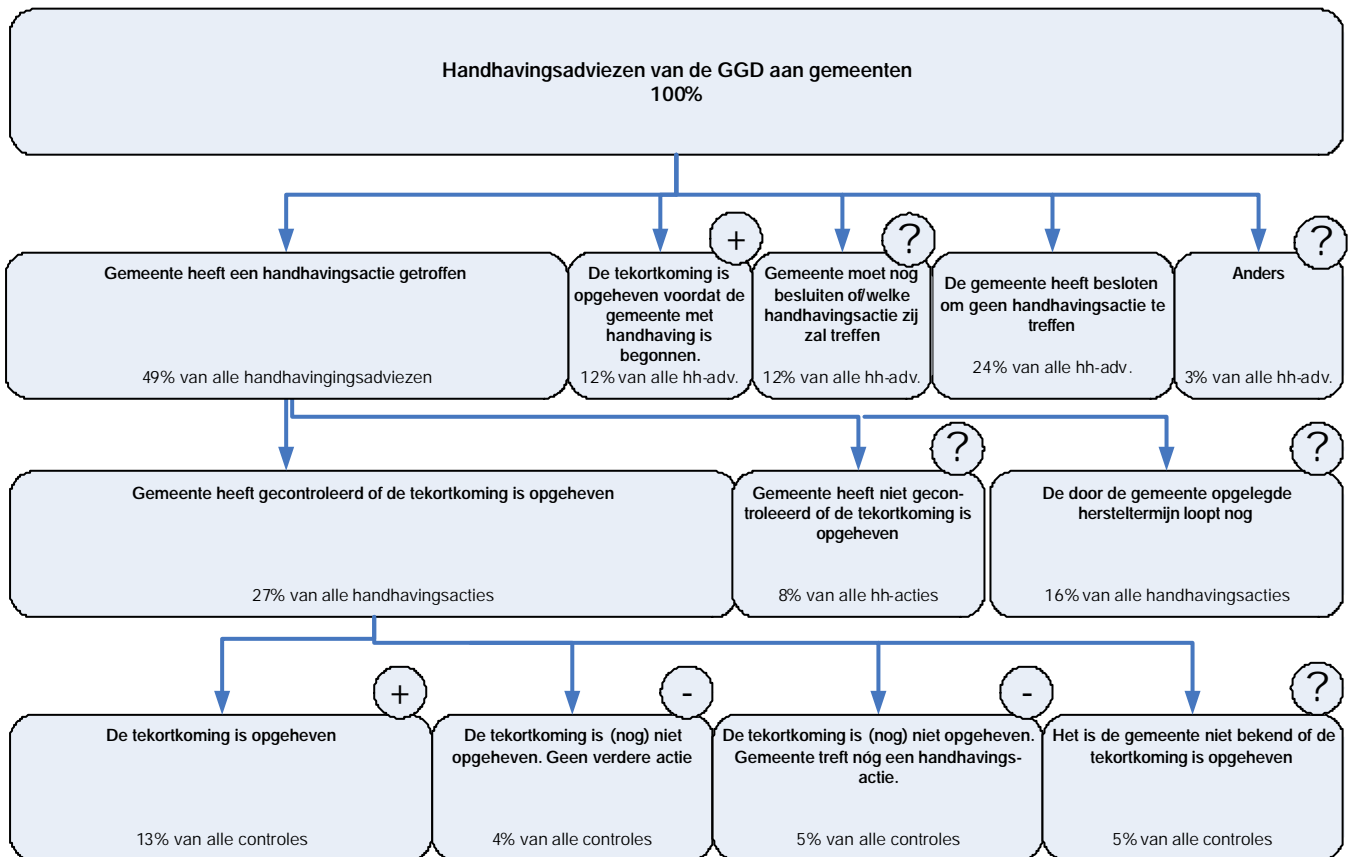 Handhavingsadviezen van de GGD aan gemeenten
100%
Gemeente heeft een handhavingsactie getroffen
49% van alle handhavingingsadviezen
+
De tekortkoming is
opgeheven voordat de
gemeente met
handhaving is
begonnen.
12% van alle hh-adv.
?
Gemeente moet nog
besluiten of/welke
handhavingsactie zij
zal treffen
12% van alle hh-adv.
De gemeente heeft besloten
om geen handhavingsactie te
treffen
24% van alle hh-adv.
?
Anders
3% van alle hh-adv.
Gemeente heeft gecontroleerd of de tekortkoming is opgeheven
27% van alle handhavingsacties
?
Gemeente heeft niet gecon-
troleeerd of de tekortkoming is
opgeheven
8% van alle hh-acties
?
De door de gemeente opgelegde
hersteltermijn loopt nog
16% van alle handhavingsacties
+
De tekortkoming is opgeheven
13% van alle controles
-
De tekortkoming is (nog) niet
opgeheven. Geen verdere actie
4% van alle controles
-
De tekortkoming is (nog) niet opgeheven.
Gemeente treft nóg een handhavings-
actie.
5% van alle controles
?
Het is de gemeente niet bekend of de
tekortkoming is opgeheven
5% van alle controles